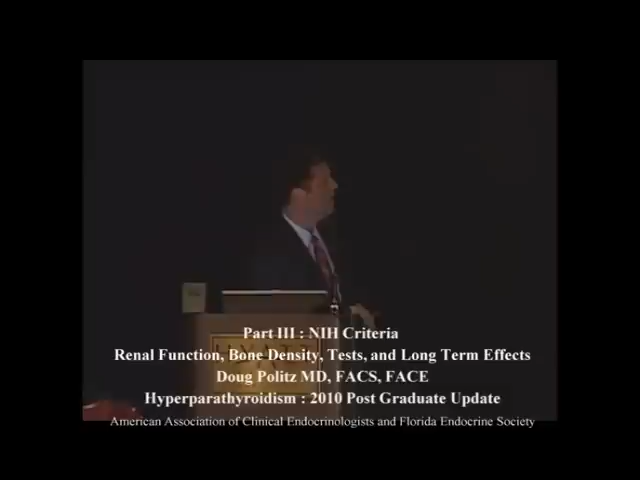 HYATT
Part III : NIH Criteria
Renal Function, Bone Density, Tests, and Long Term Effects
Doug Politz MD, FACS, FACE
Hyperparathyroidism : 2010 Post Graduate Update
American Association of Clinical Endocrinologists and Florida Endocrine Society